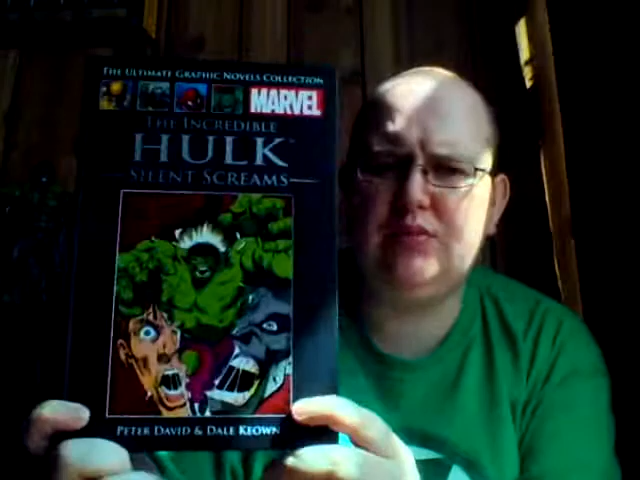 THE ULTIMATE GRAPHIC NOVELS COLLECTION
MARVEL
THE INCREDIBLE
HULK
SILENT SCREAMS
PETER DAVID & DALE KEOWN